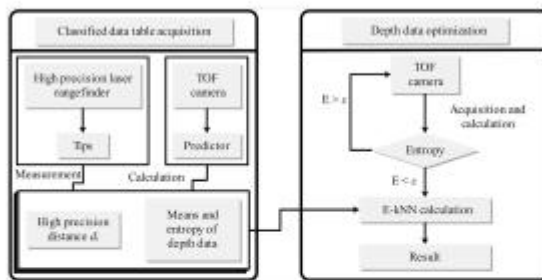 Classified data table acquisition
High precision laser
rangefinder
Tips
TOF
camera
Predictor
Measurement
Calculation
High precision
distance d
Means and
entropy of
depth data
Depth data optimization
TOF
camera
E > ε
Acquisition and
calculation
Entropy
E < ε
E-kNN calculation
Result